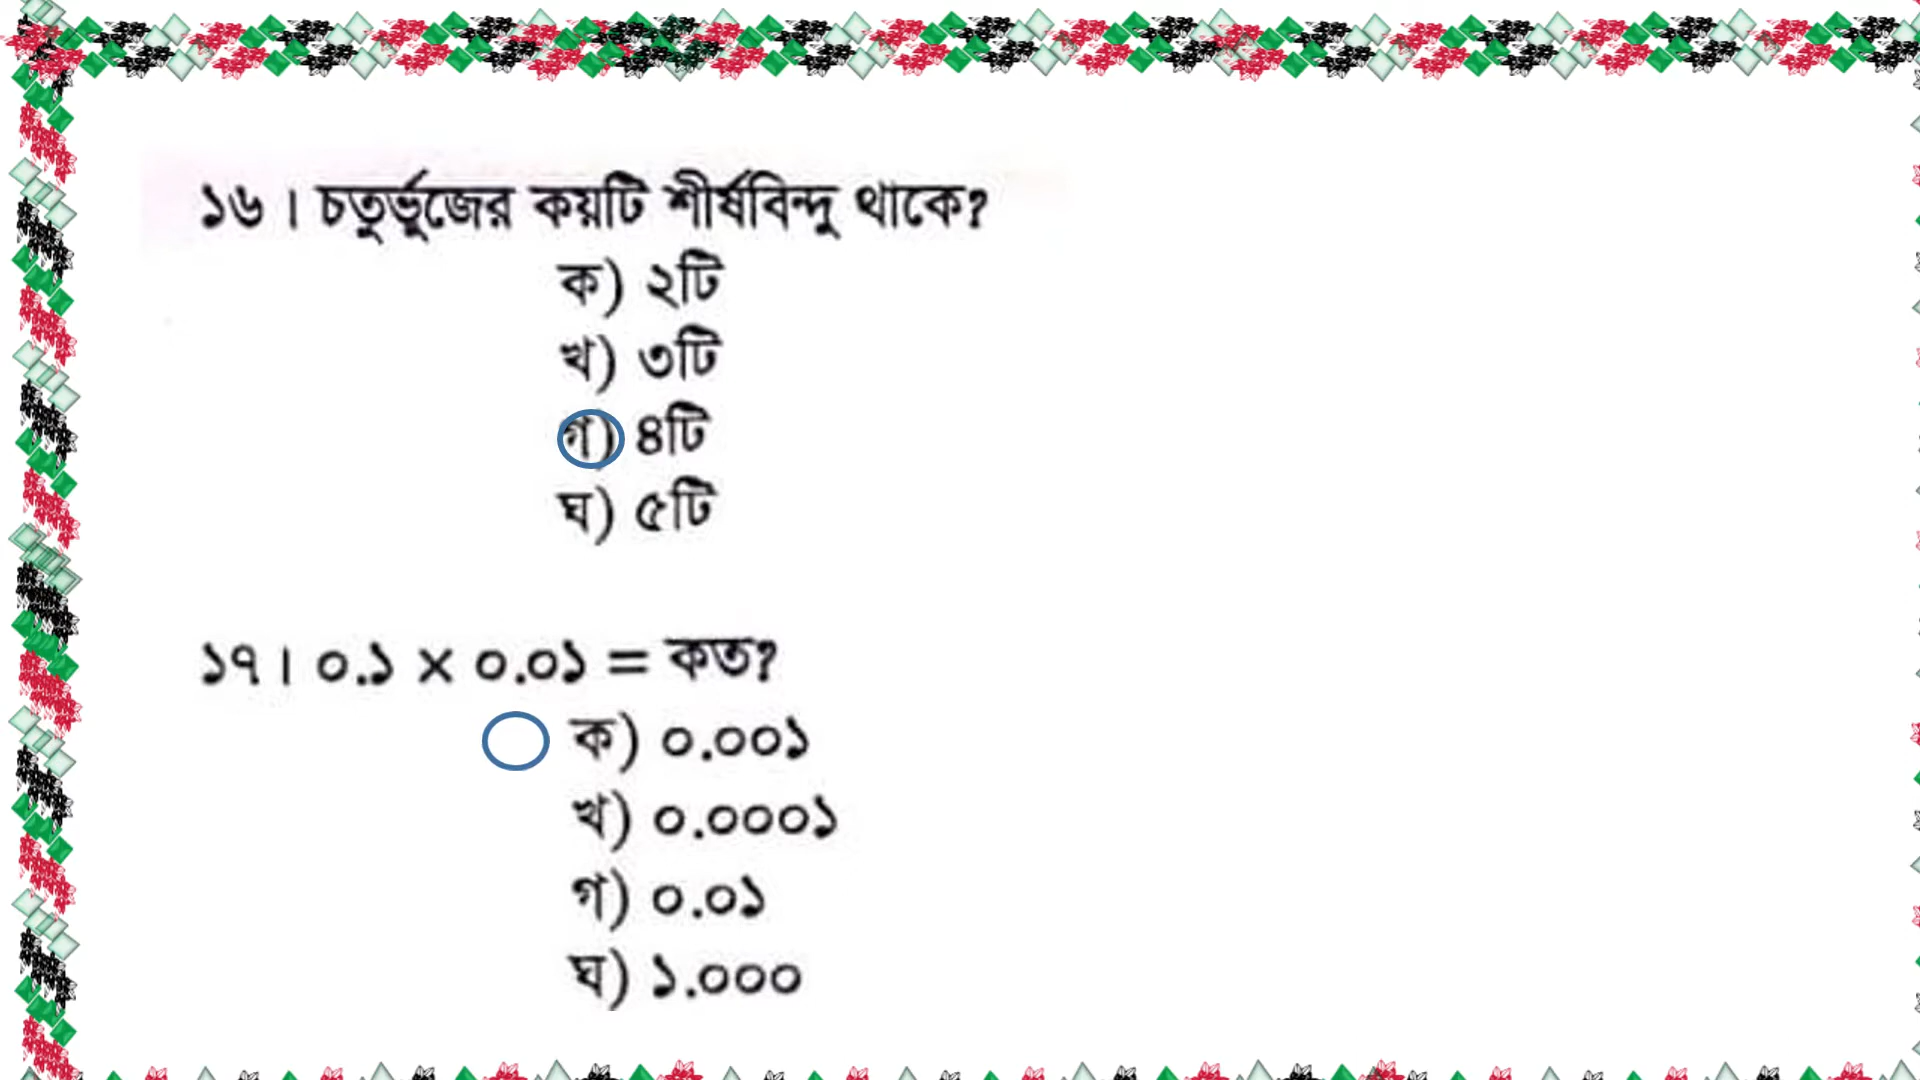 ১৬। চতুর্ভুজের কয়টি শীর্ষবিন্দু থাকে?
ক) ২টি
খ) ৩টি
গ) ৪টি
ঘ) ৫টি
১৭। ০.১ × ০.০১ = কত?
ক) ০.০০১
খ) ০.০০০১
গ) ০.০১
ঘ) ১.০০০